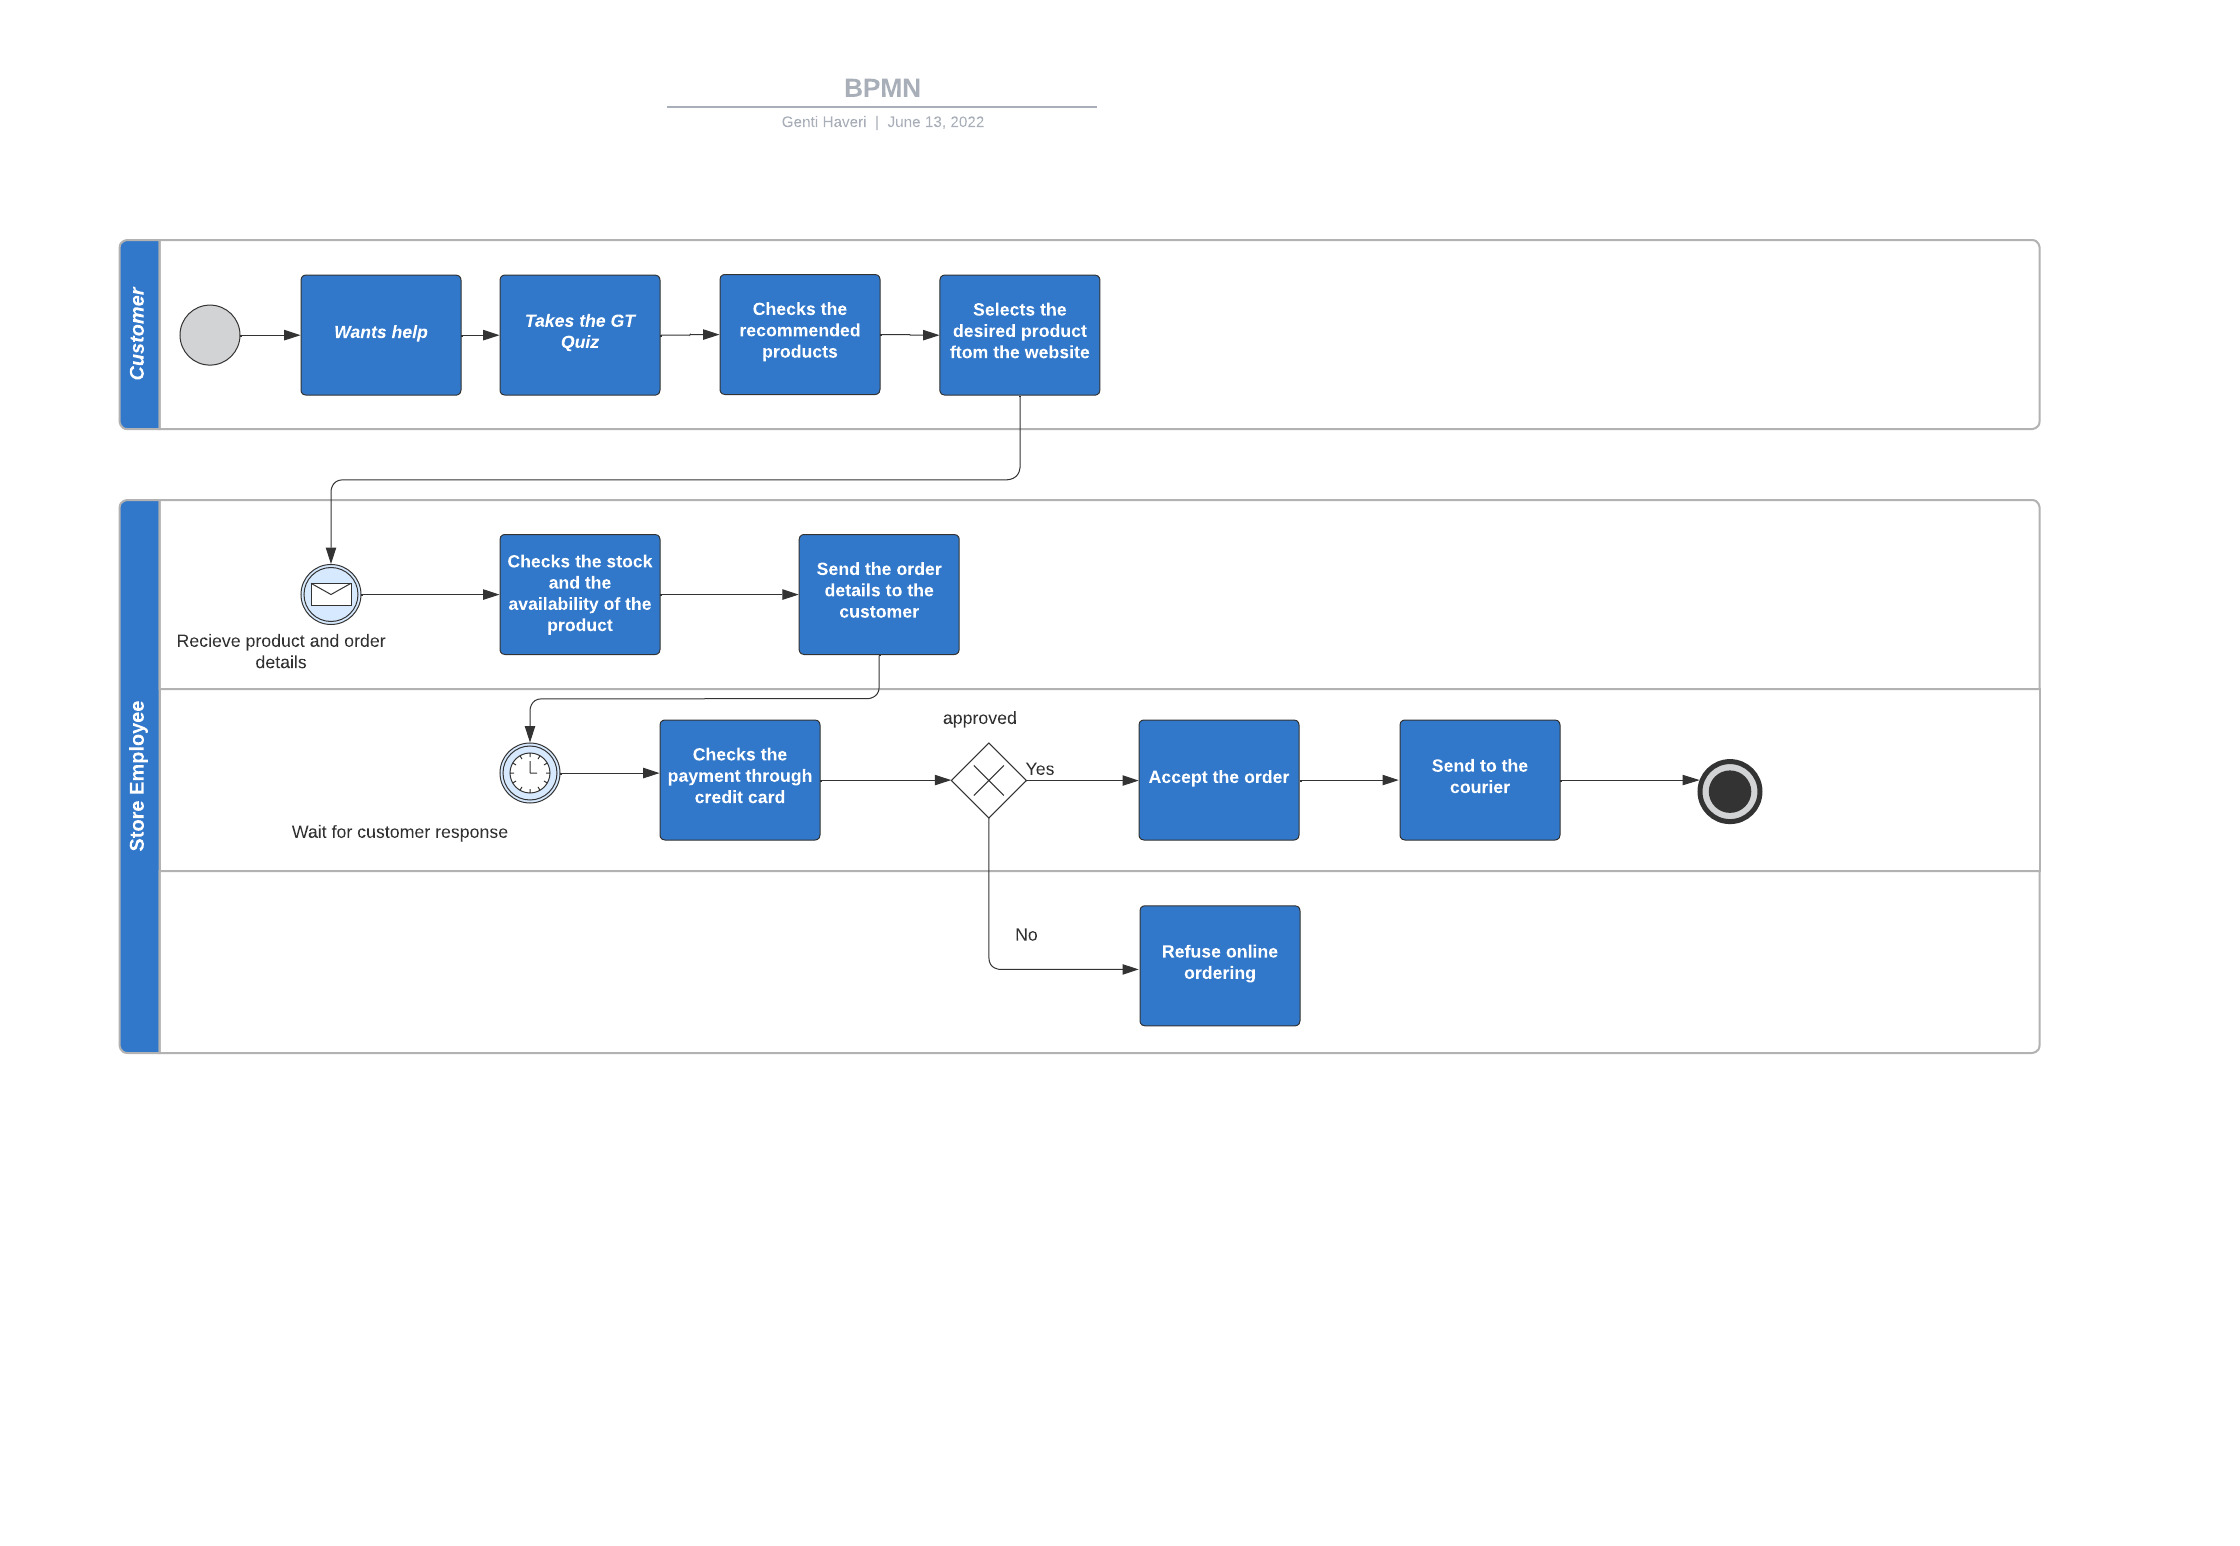 BPMN
Genti Haveri | June 13, 2022
Customer
Wants help
Takes the GT
Quiz
Checks the
recommended
products
Selects the
desired product
ftom the website
Store Employee
Recieve product and order
details
Checks the stock
and the
availability of the
product
Send the order
details to the
customer
Wait for customer response
Checks the
payment through
credit card
approved
Yes
Accept the order
Send to the
courier
No
Refuse online
ordering